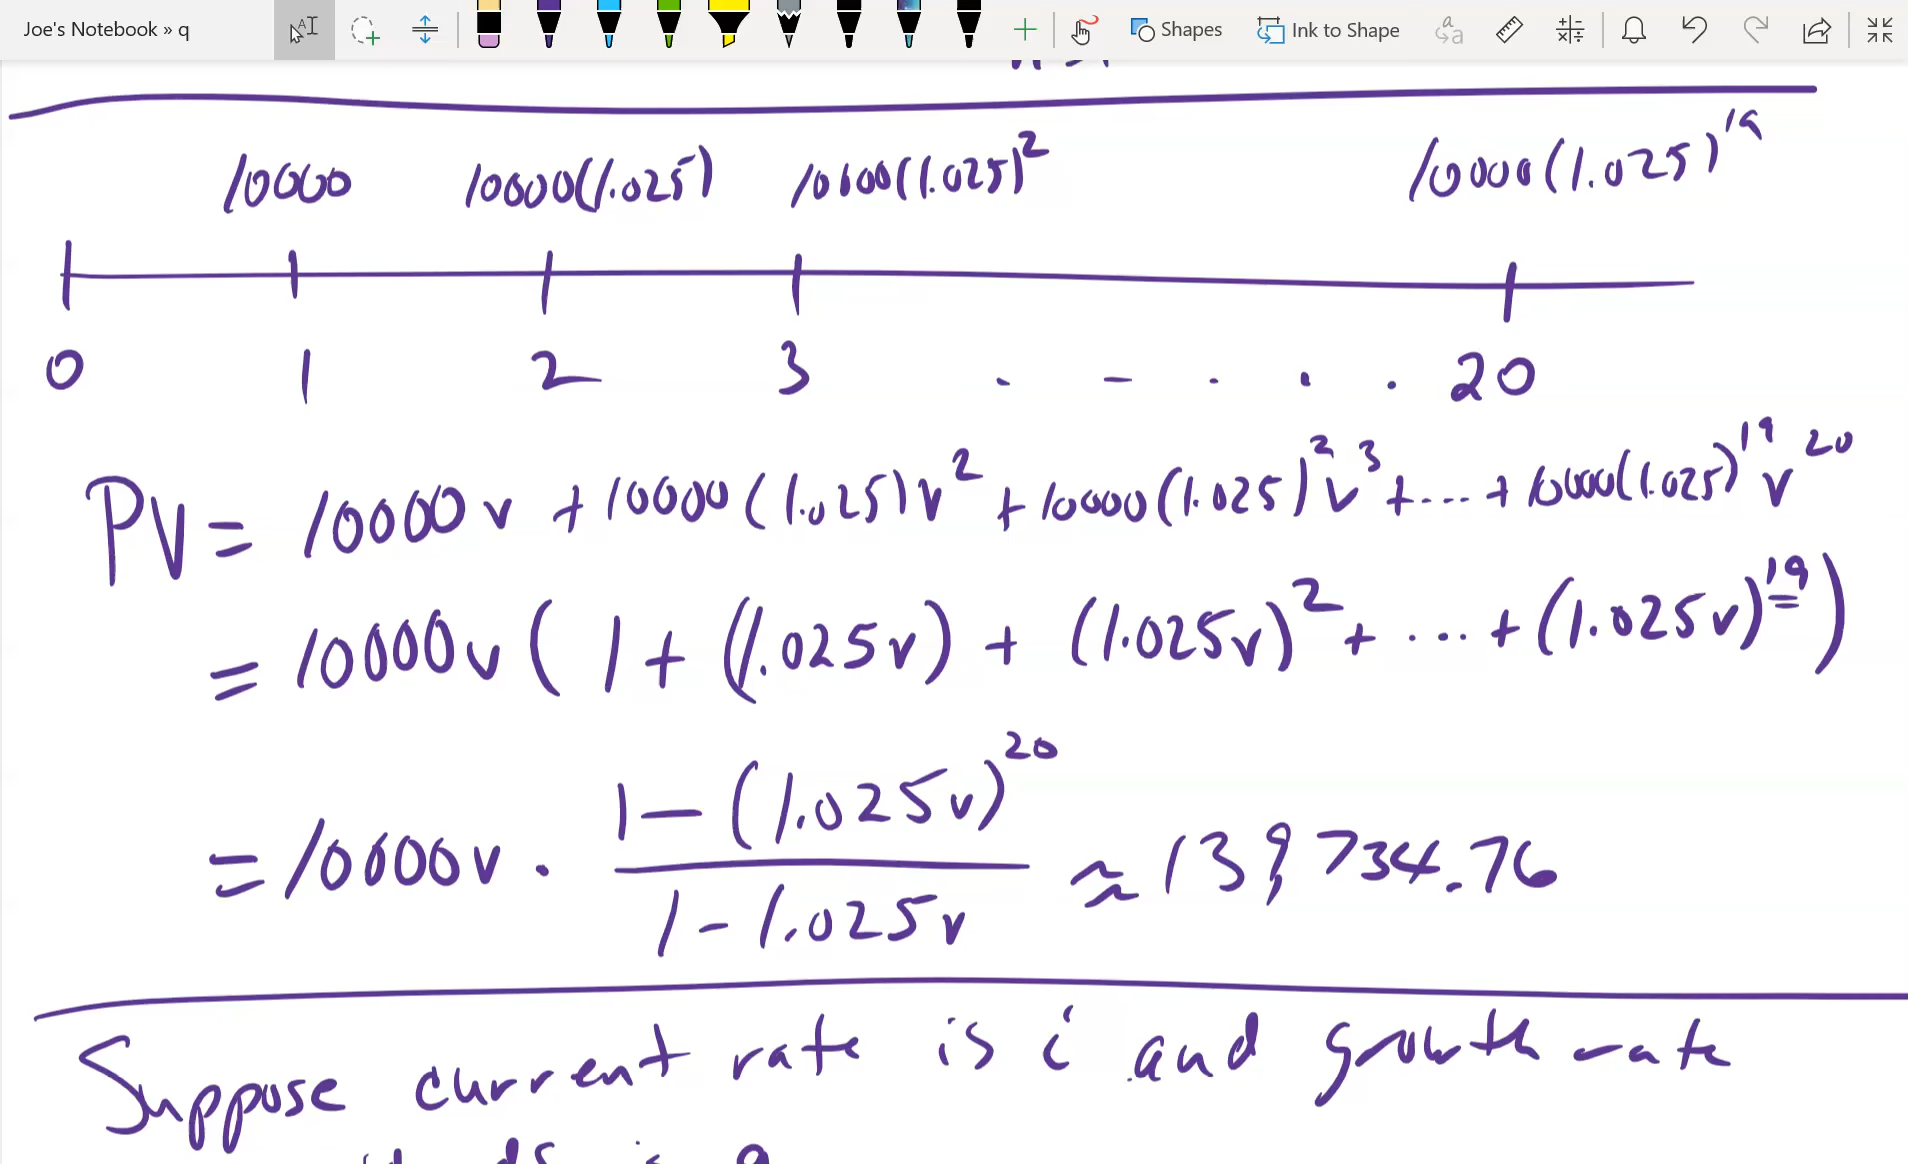 Joe's Notebook » q Shapes Ink to Shape
10000 10000(1.025) 10000(1.025)² 10000(1.025)¹⁹
0 1 2 3 . - . . . 20
PV = 10000v + 10000(1.025)v² + 10000(1.025)²v³ + ... + 10000(1.025)¹⁹v²⁰
= 10000v(1 + (1.025v) + (1.025v)² + ... + (1.025v)¹⁹)
= 10000v · (1 - (1.025v)²⁰) / (1 - 1.025v) ≈ 139,734.76
Suppose current rate is i and growth rate